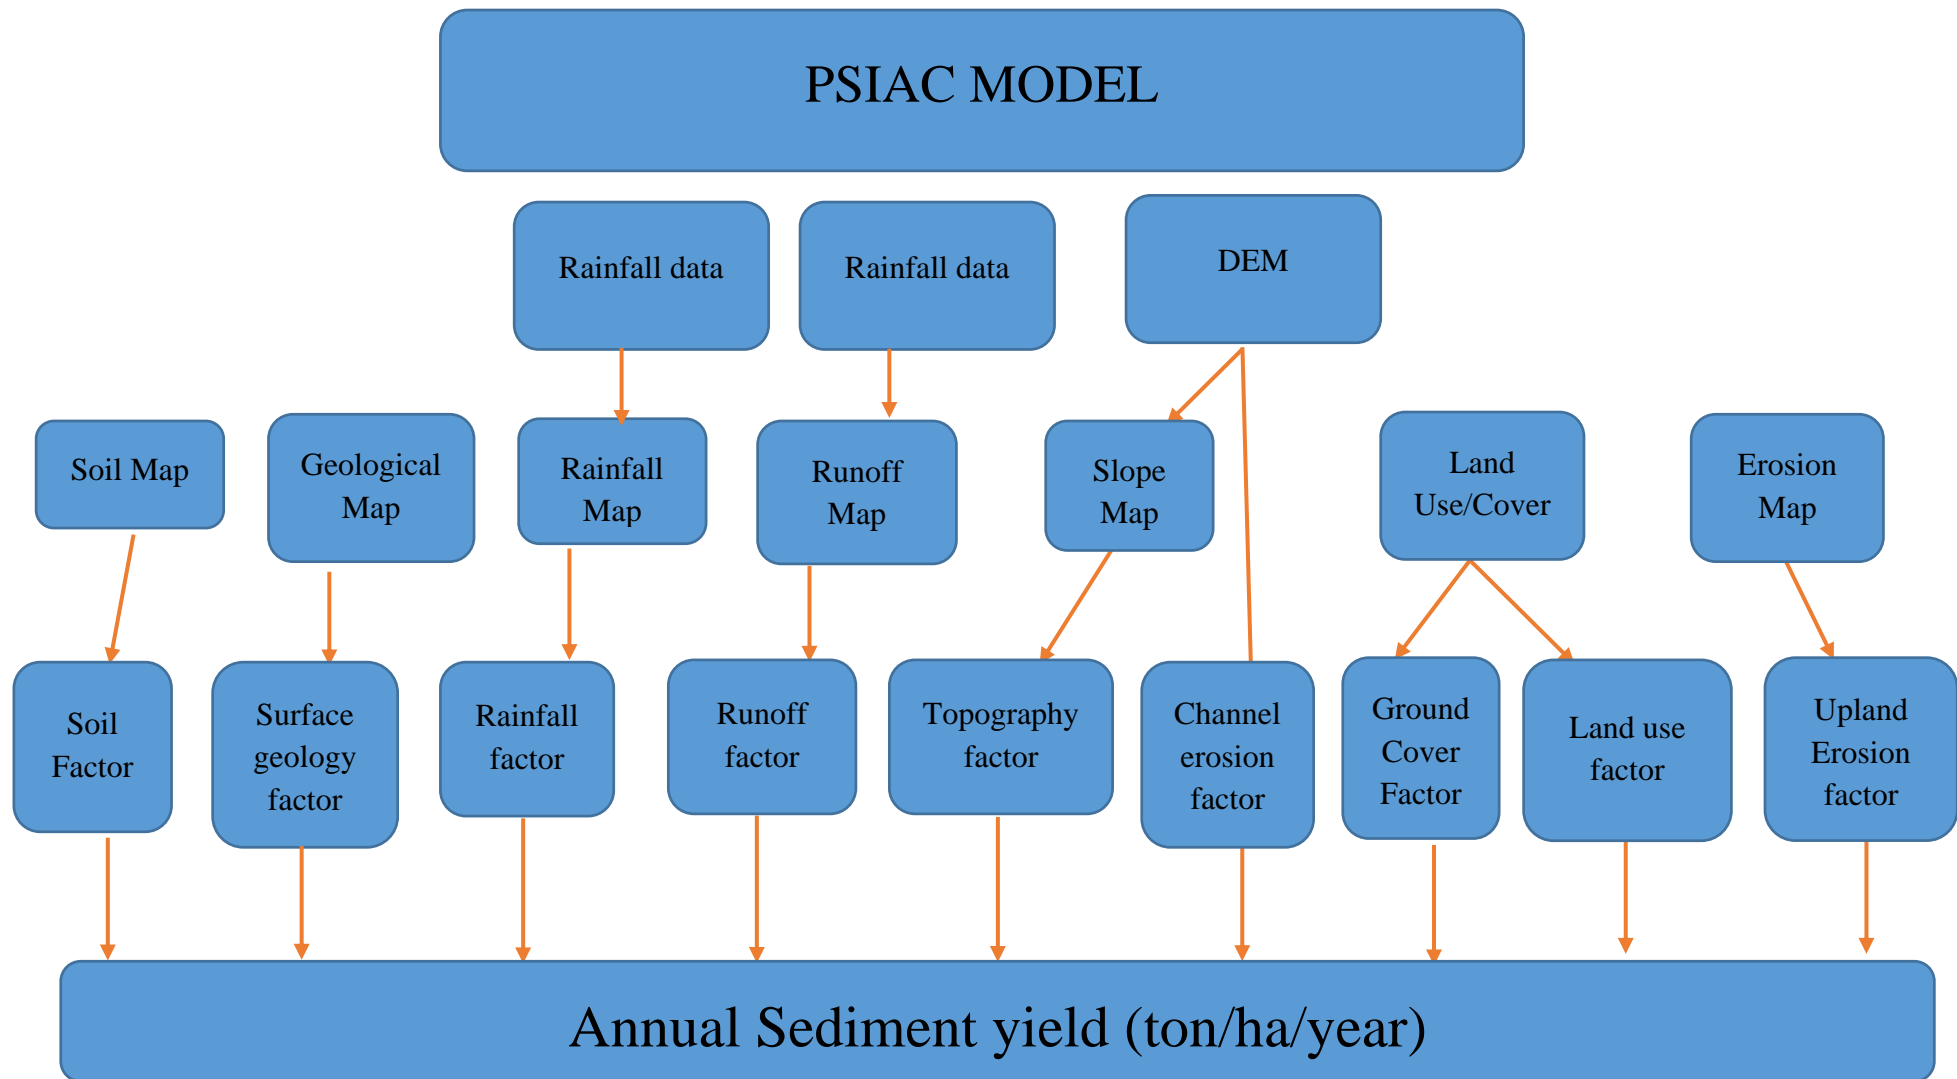 PSIAC MODEL
Rainfall data
Rainfall data
DEM
Soil Map
Geological
Map
Rainfall
Map
Runoff
Map
Slope
Map
Land
Use/Cover
Erosion
Map
Soil
Factor
Surface
geology
factor
Rainfall
factor
Runoff
factor
Topography
factor
Channel
erosion
factor
Ground
Cover
Factor
Land use
factor
Upland
Erosion
factor
Annual Sediment yield (ton/ha/year)